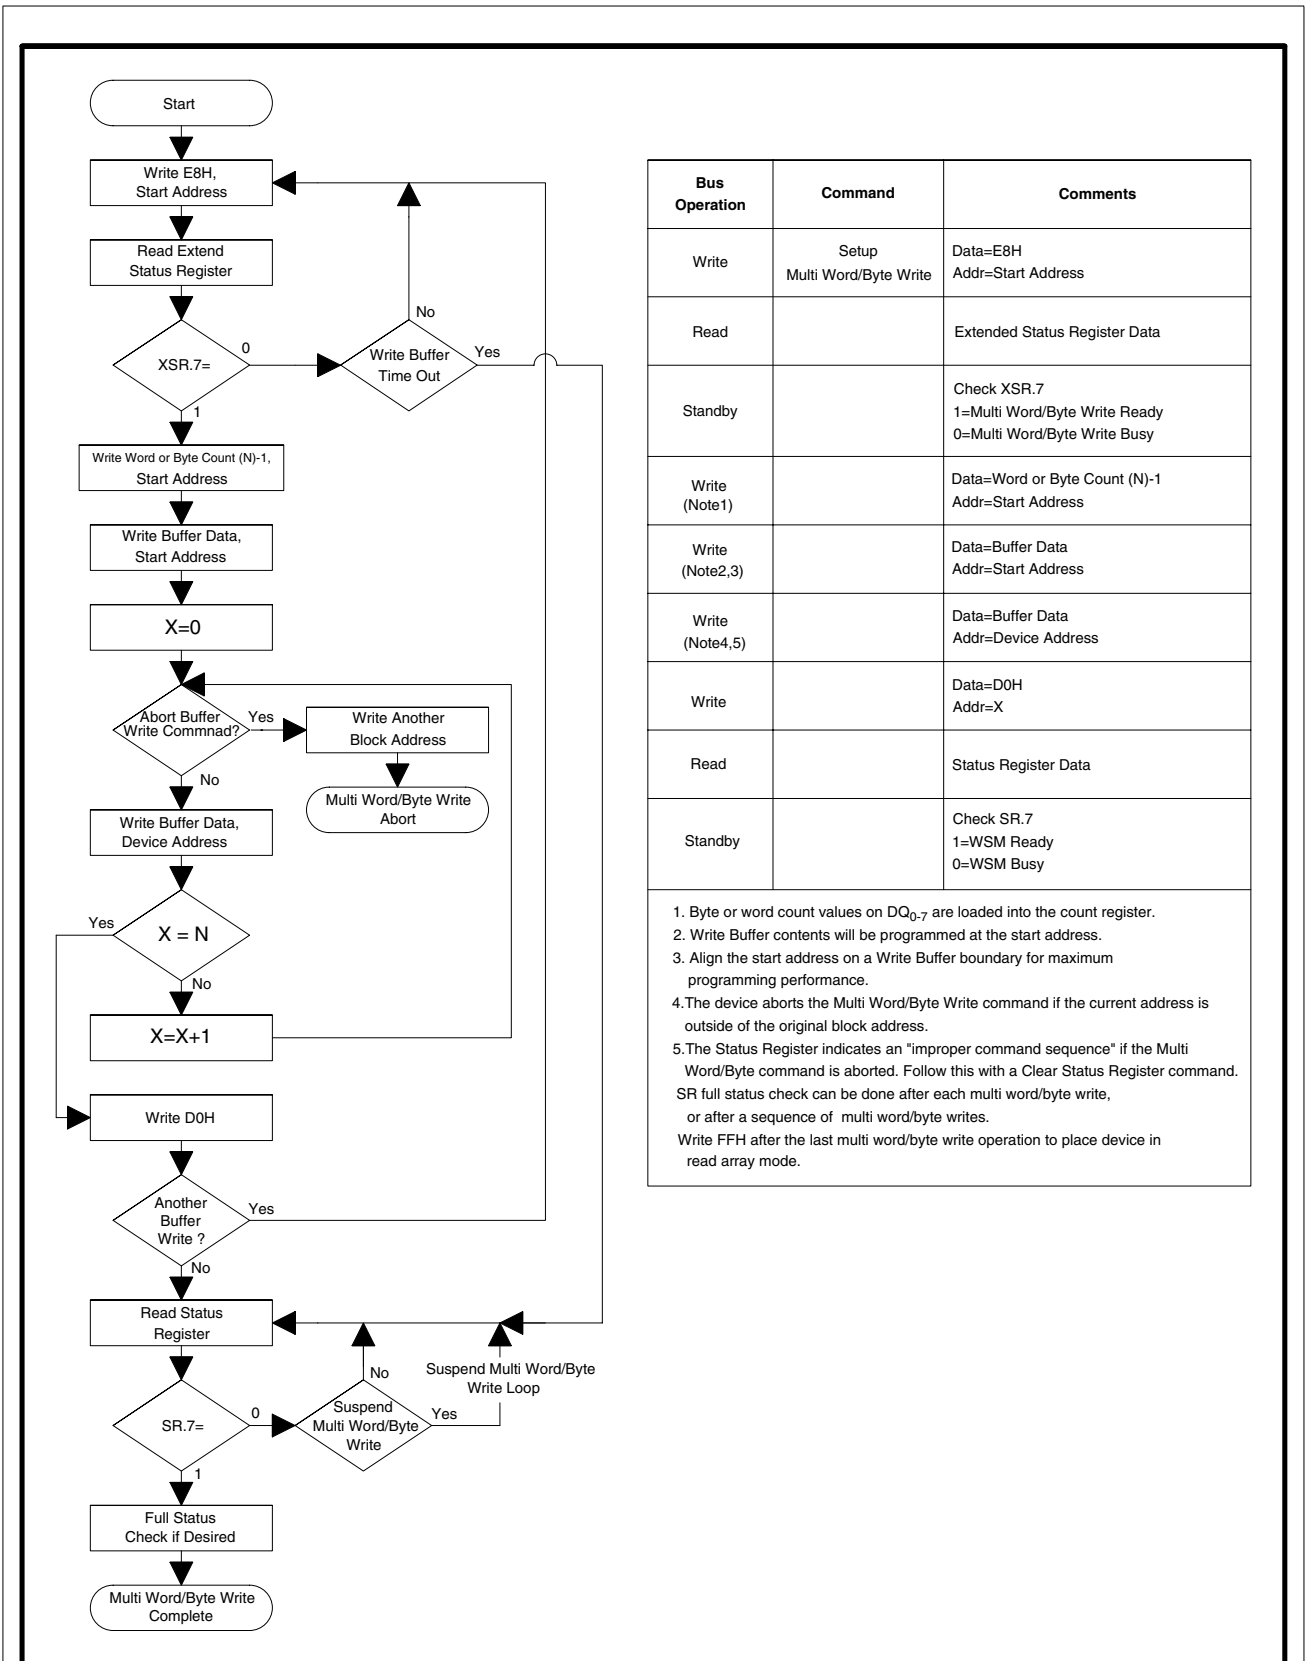 Start
Write E8H,
Start Address
Read Extend
Status Register
XSR.7=
0
1
Write Buffer
Time Out
No
Yes
Write Word or Byte Count (N)-1,
Start Address
Write Buffer Data,
Start Address
X=0
Abort Buffer
Write Commnad?
Yes
No
Write Another
Block Address
Multi Word/Byte Write
Abort
Write Buffer Data,
Device Address
X = N
Yes
No
X=X+1
Write D0H
Another
Buffer
Write ?
Yes
No
Read Status
Register
SR.7=
0
1
Suspend
Multi Word/Byte
Write
No
Yes
Suspend Multi Word/Byte
Write Loop
Full Status
Check if Desired
Multi Word/Byte Write
Complete
Bus
Operation
Command
Comments
Write
Setup
Multi Word/Byte Write
Data=E8H
Addr=Start Address
Read
Extended Status Register Data
Standby
Check XSR.7
1=Multi Word/Byte Write Ready
0=Multi Word/Byte Write Busy
Write
(Note1)
Data=Word or Byte Count (N)-1
Addr=Start Address
Write
(Note2,3)
Data=Buffer Data
Addr=Start Address
Write
(Note4,5)
Data=Buffer Data
Addr=Device Address
Write
Data=D0H
Addr=X
Read
Status Register Data
Standby
Check SR.7
1=WSM Ready
0=WSM Busy
1. Byte or word count values on DQ0-7 are loaded into the count register.
2. Write Buffer contents will be programmed at the start address.
3. Align the start address on a Write Buffer boundary for maximum
programming performance.
4.The device aborts the Multi Word/Byte Write command if the current address is
outside of the original block address.
5.The Status Register indicates an "improper command sequence" if the Multi
Word/Byte command is aborted. Follow this with a Clear Status Register command.
SR full status check can be done after each multi word/byte write,
or after a sequence of multi word/byte writes.
Write FFH after the last multi word/byte write operation to place device in
read array mode.